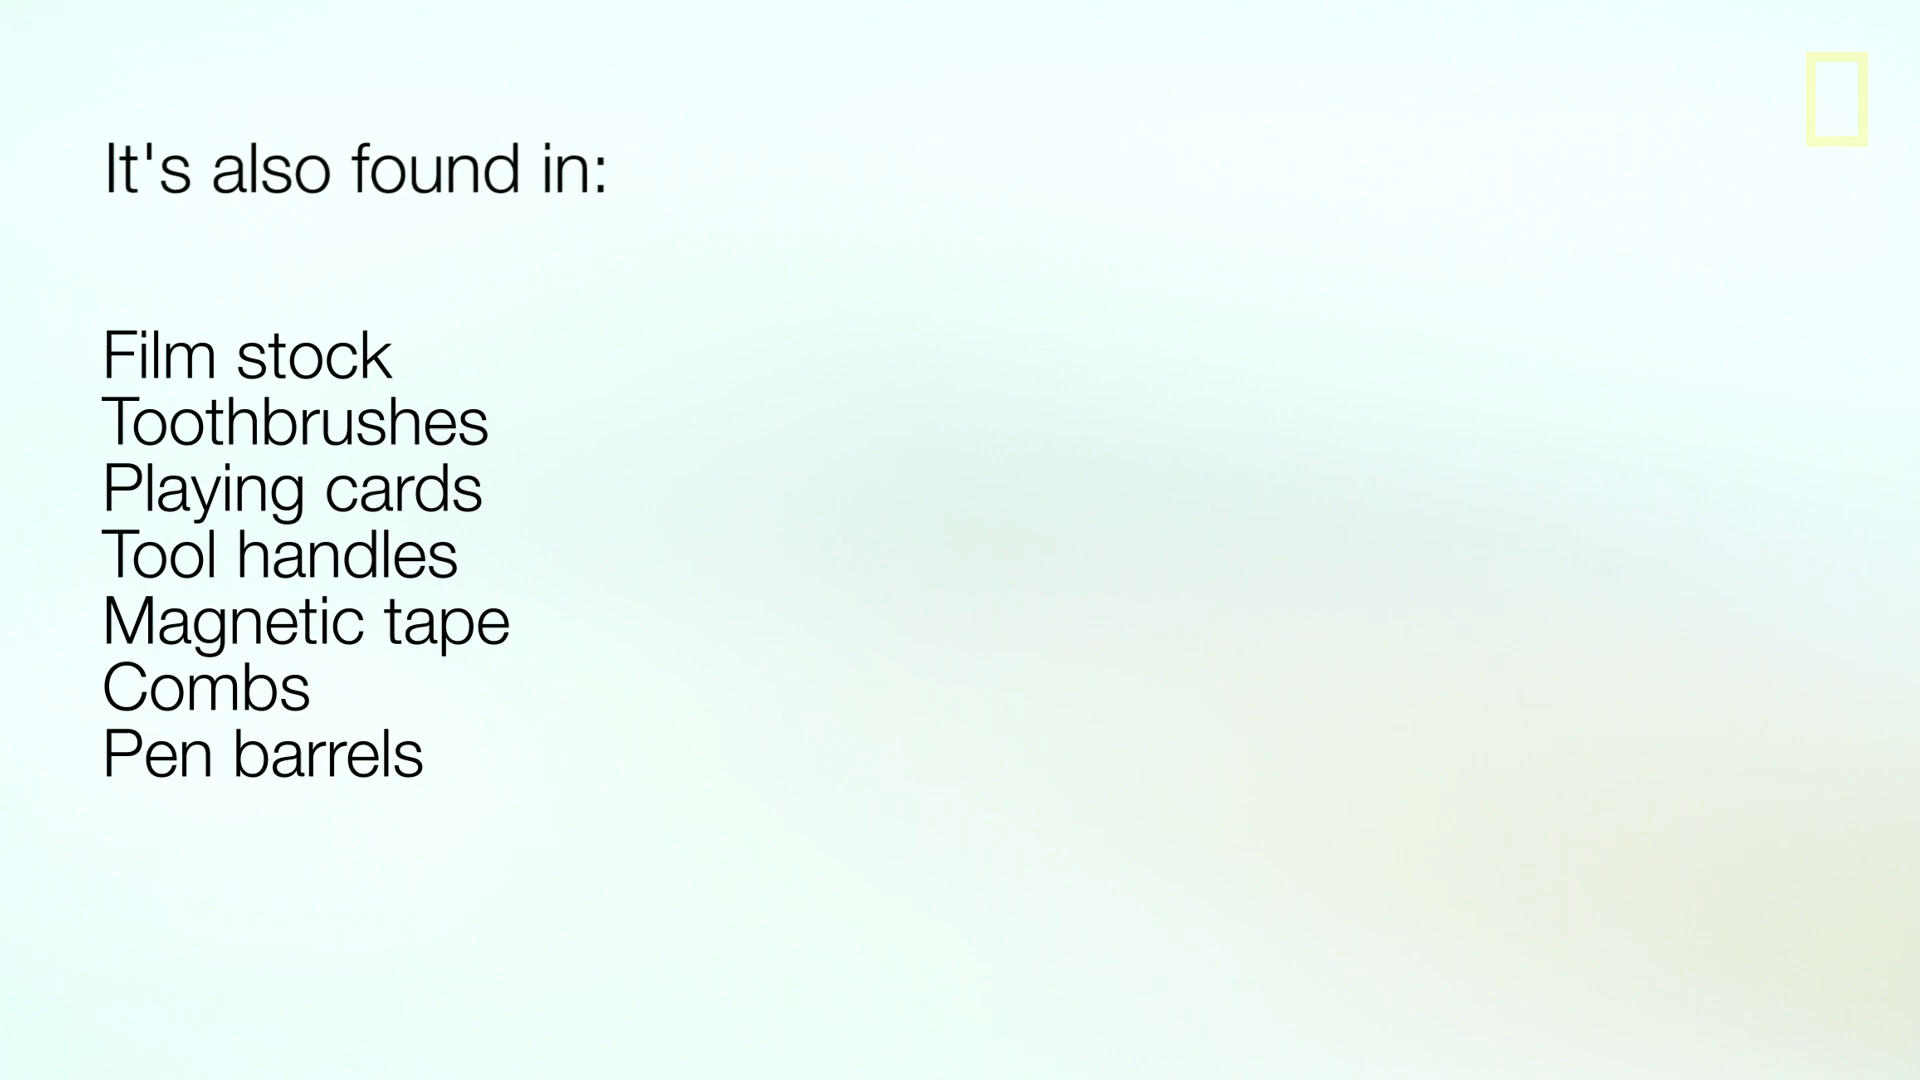 It's also found in:
Film stock
Toothbrushes
Playing cards
Tool handles
Magnetic tape
Combs
Pen barrels